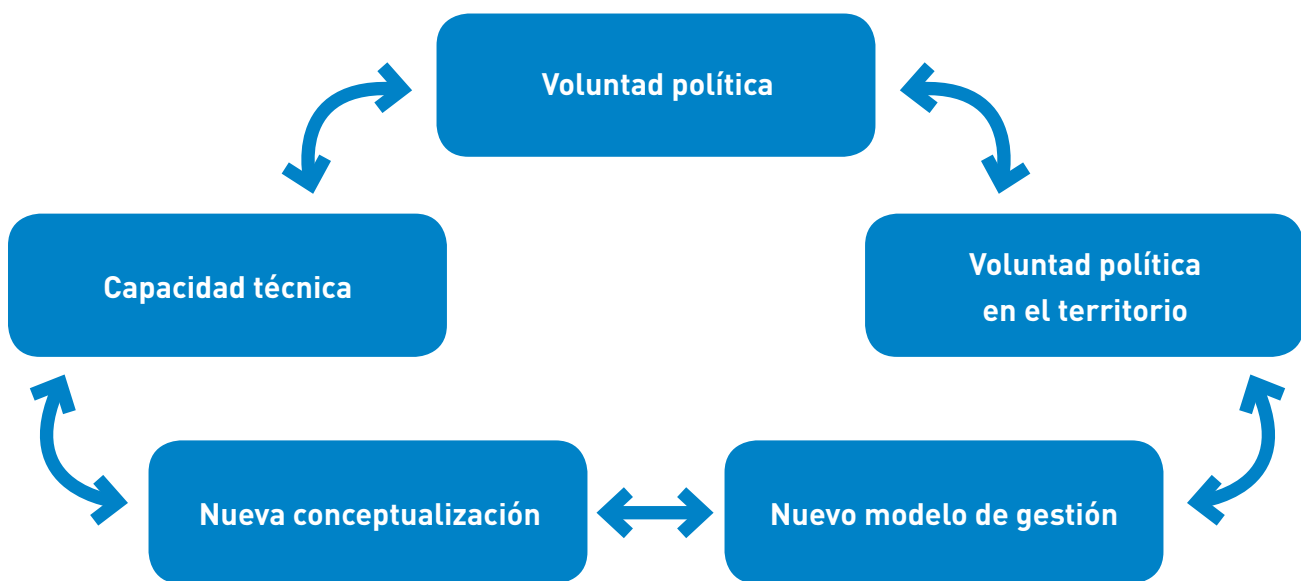 Voluntad política
Capacidad técnica
Voluntad política
en el territorio
Nueva conceptualización
Nuevo modelo de gestión